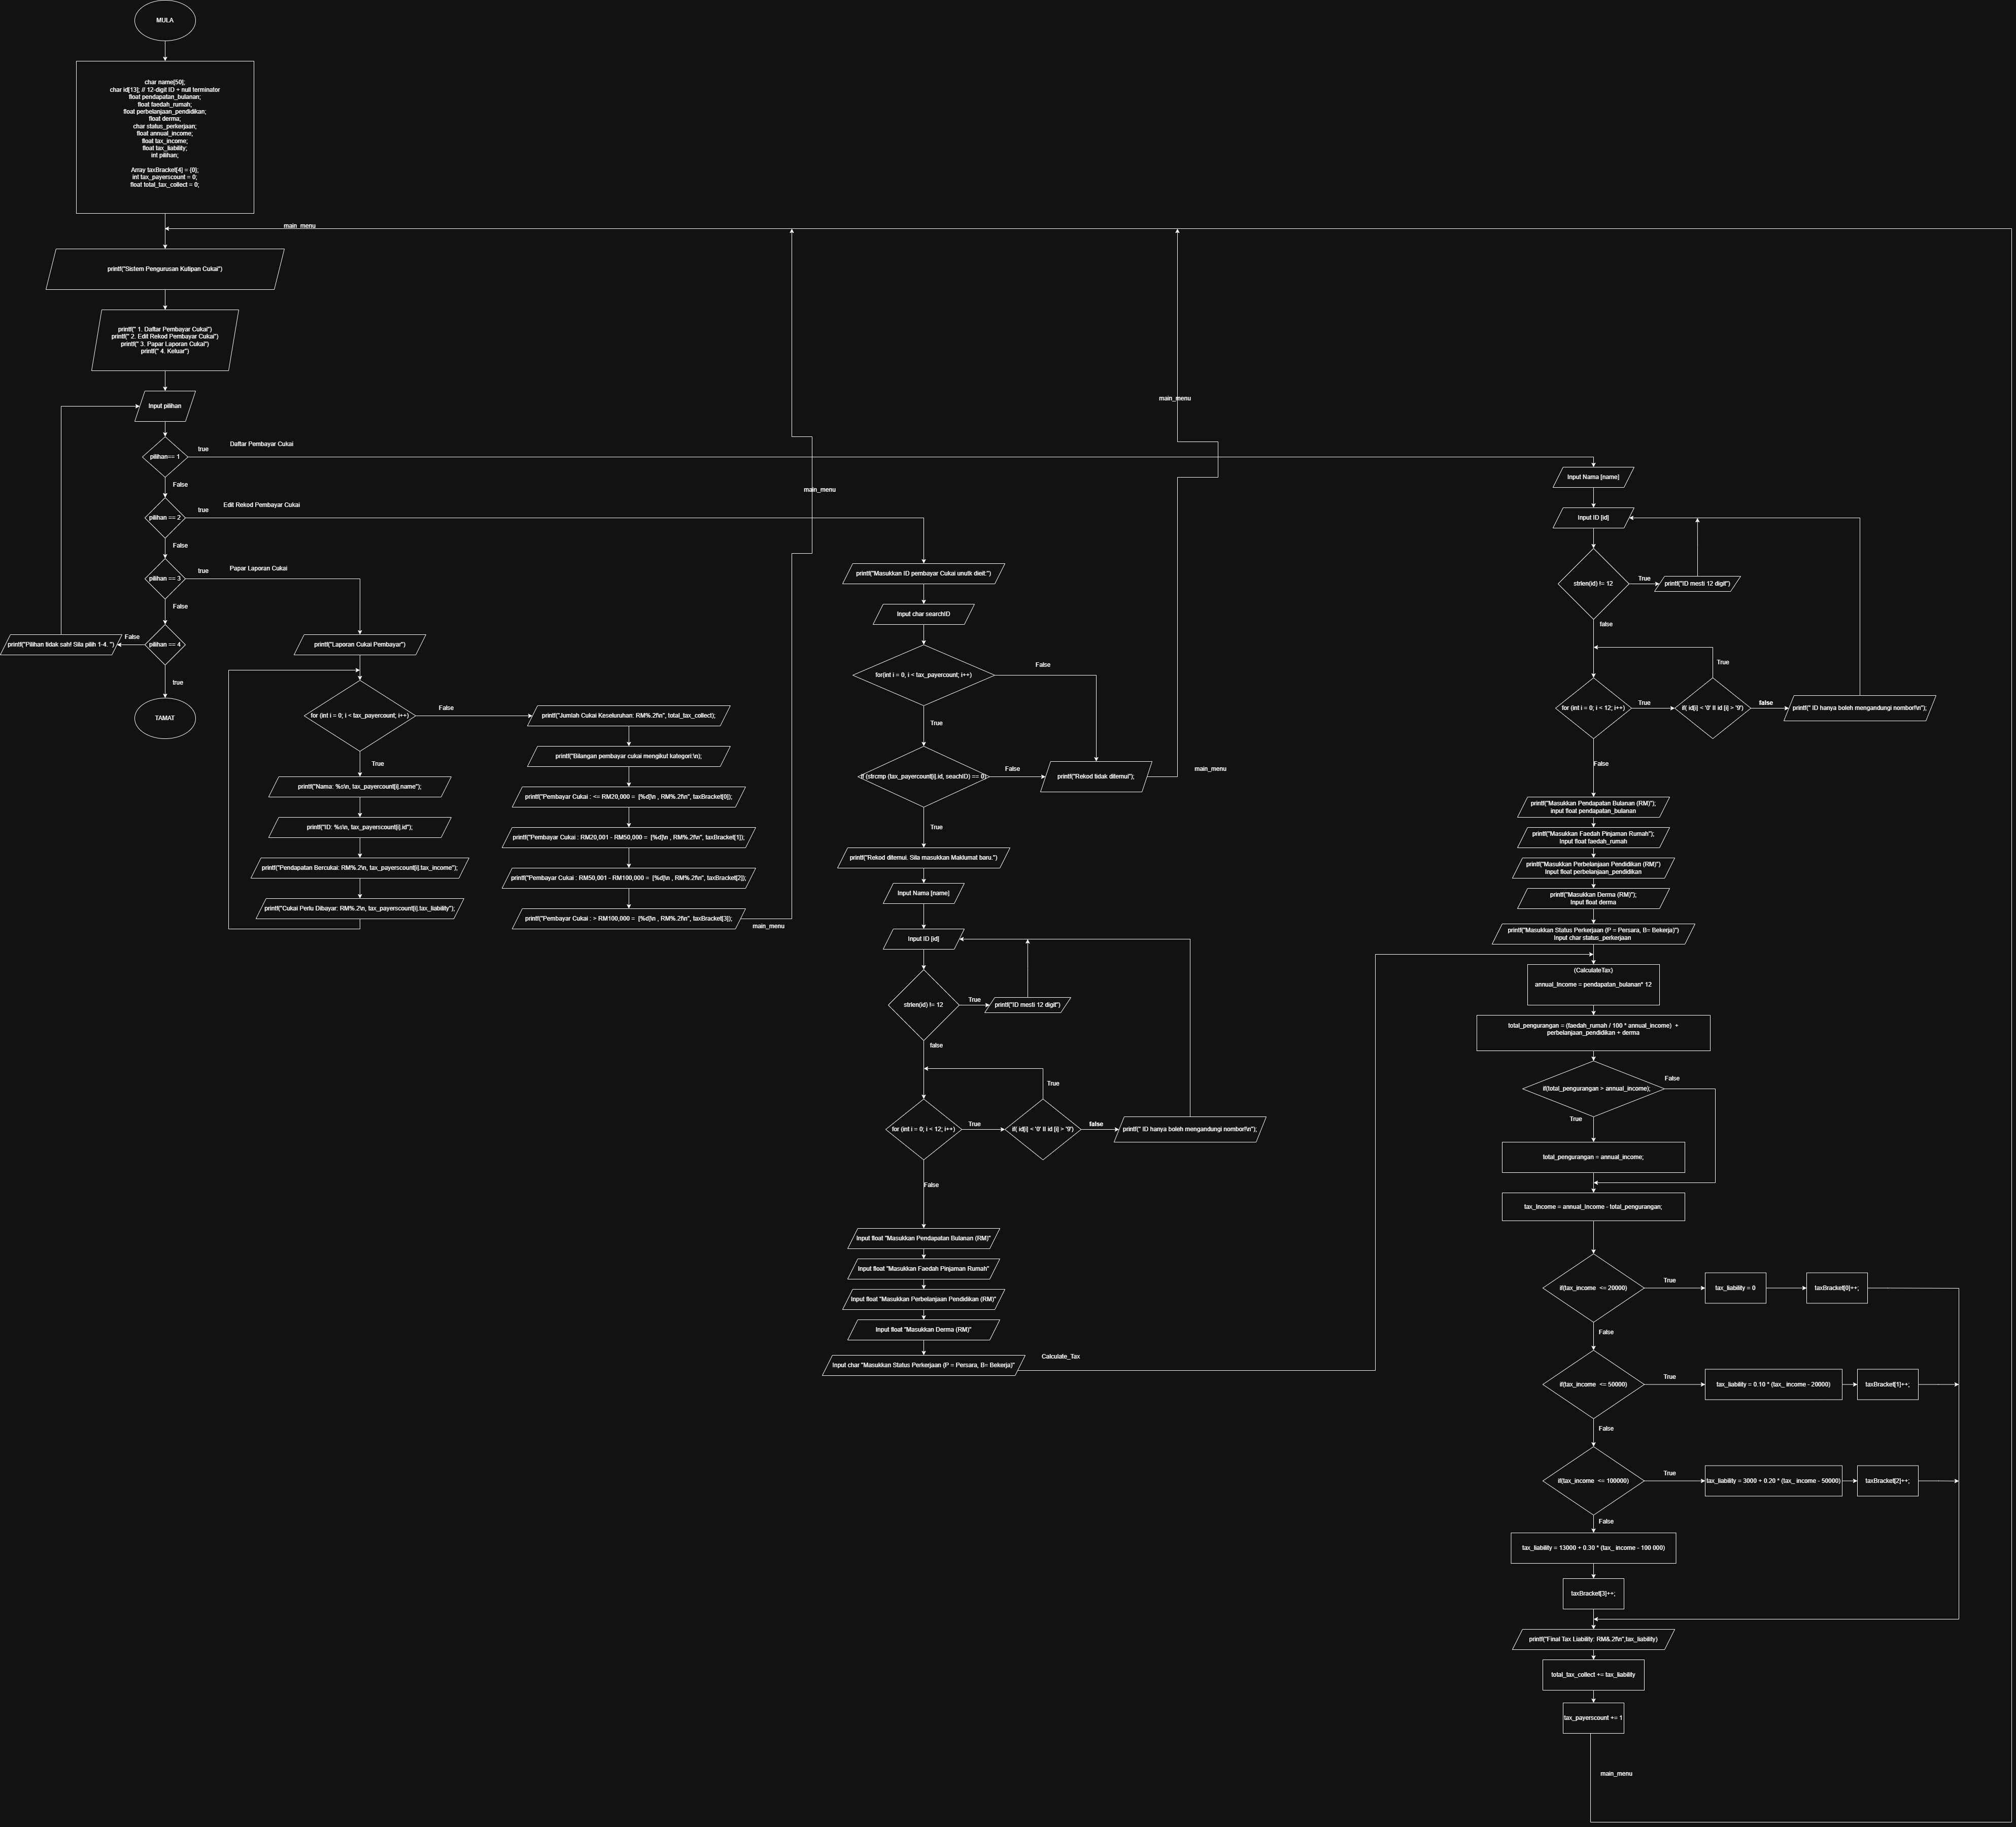 MULA
char name[50];
char id[13]; // 12-digit ID + null terminator
float pendapatan_bulanan;
float faedah_rumah;
float perbelanjaan_pendidikan;
float derma;
char status_perkerjaan;
float annual_income;
float tax_income;
float tax_liability;
int pilihan;
Array taxBracket[4] = {0};
int tax_payerscount = 0;
float total_tax_collect = 0;
main_menu
printf("Sistem Pengurusan Kutipan Cukai")
printf(" 1. Daftar Pembayar Cukai")
printf(" 2. Edit Rekod Pembayar Cukai")
printf(" 3. Papar Laporan Cukai")
printf(" 4. Keluar")
Input pilihan
pilihan== 1
true
Daftar Pembayar Cukai
False
pilihan == 2
true
Edit Rekod Pembayar Cukai
False
pilihan == 3
true
Papar Laporan Cukai
False
pilihan == 4
False
printf("Pilihan tidak sah! Sila pilih 1-4. ")
true
TAMAT
printf("Laporan Cukai Pembayar")
for (int i = 0; i < tax_payercount; i++)
False
True
printf("Nama: %s\n, tax_payercount[i].name");
printf("ID: %s\n, tax_payerscount[i].id");
printf("Pendapatan Bercukai: RM%.2\n, tax_payerscount[i].tax_income");
printf("Cukai Perlu Dibayar: RM%.2\n, tax_payerscount[i].tax_liability");
printf("Jumlah Cukai Keseluruhan: RM%.2f\n", total_tax_collect);
printf("Bilangan pembayar cukai mengikut kategori:\n);
printf("Pembayar Cukai : <= RM20,000 =  [%d]\n , RM%.2f\n", taxBracket[0]);
printf("Pembayar Cukai : RM20,001 - RM50,000 =  [%d]\n , RM%.2f\n", taxBracket[1]);
printf("Pembayar Cukai : RM50,001 - RM100,000 =  [%d]\n , RM%.2f\n", taxBracket[2]);
printf("Pembayar Cukai : > RM100,000 =  [%d]\n , RM%.2f\n", taxBracket[3]);
main_menu
main_menu
printf("Masukkan ID pembayar Cukai unutk dieit:")
Input char searchID
for(int i = 0, i < tax_payercount; i++)
False
True
If (strcmp (tax_payercount[i].id, seachID) == 0)
False
printf("Rekod tidak ditemui");
main_menu
main_menu
True
printf("Rekod ditemui. Sila masukkan Maklumat baru.")
Input Nama [name]
Input ID [id]
strlen(id) != 12
True
printf("ID mesti 12 digit")
false
for (int i = 0; i < 12; i++)
True
if( id[i] < '0' ll id [i] > '9')
True
false
printf(" ID hanya boleh mengandungi nombor!\n");
False
Input float "Masukkan Pendapatan Bulanan (RM)"
Input float "Masukkan Faedah Pinjaman Rumah"
Input float "Masukkan Perbelanjaan Pendidikan (RM)"
Input float "Masukkan Derma (RM)"
Input char "Masukkan Status Perkerjaan (P = Persara, B= Bekerja)"
Calculate_Tax
Input Nama [name]
Input ID [id]
strlen(id) != 12
True
printf("ID mesti 12 digit")
false
for (int i = 0; i < 12; i++)
True
if( id[i] < '0' ll id [i] > '9')
True
false
printf(" ID hanya boleh mengandungi nombor!\n");
False
printf("Masukkan Pendapatan Bulanan (RM)");
input float pendapatan_bulanan
printf("Masukkan Faedah Pinjaman Rumah");
Input float faedah_rumah
printf("Masukkan Perbelanjaan Pendidikan (RM)")
Input float perbelanjaan_pendidikan
printf("Masukkan Derma (RM)");
Input float derma
printf("Masukkan Status Perkerjaan (P = Persara, B= Bekerja)")
Input char status_perkerjaan
(CalculateTax)
annual_Income = pendapatan_bulanan* 12
total_pengurangan = (faedah_rumah / 100 * annual_income)  +
perbelanjaan_pendidikan + derma
if(total_pengurangan > annual_income);
False
True
total_pengurangan = annual_income;
tax_Income = annual_Income - total_pengurangan;
if(tax_income  <= 20000)
True
tax_liability = 0
taxBracket[0]++;
False
if(tax_income  <= 50000)
True
tax_liability = 0.10 * (tax_ income - 20000)
taxBracket[1]++;
False
if(tax_income  <= 100000)
True
tax_liability = 3000 + 0.20 * (tax_ income - 50000)
taxBracket[2]++;
False
tax_liability = 13000 + 0.30 * (tax_ income - 100 000)
taxBracket[3]++;
printf("Final Tax Liability: RM&.2f\n",tax_liability)
total_tax_collect += tax_liability
tax_payerscount += 1
main_menu